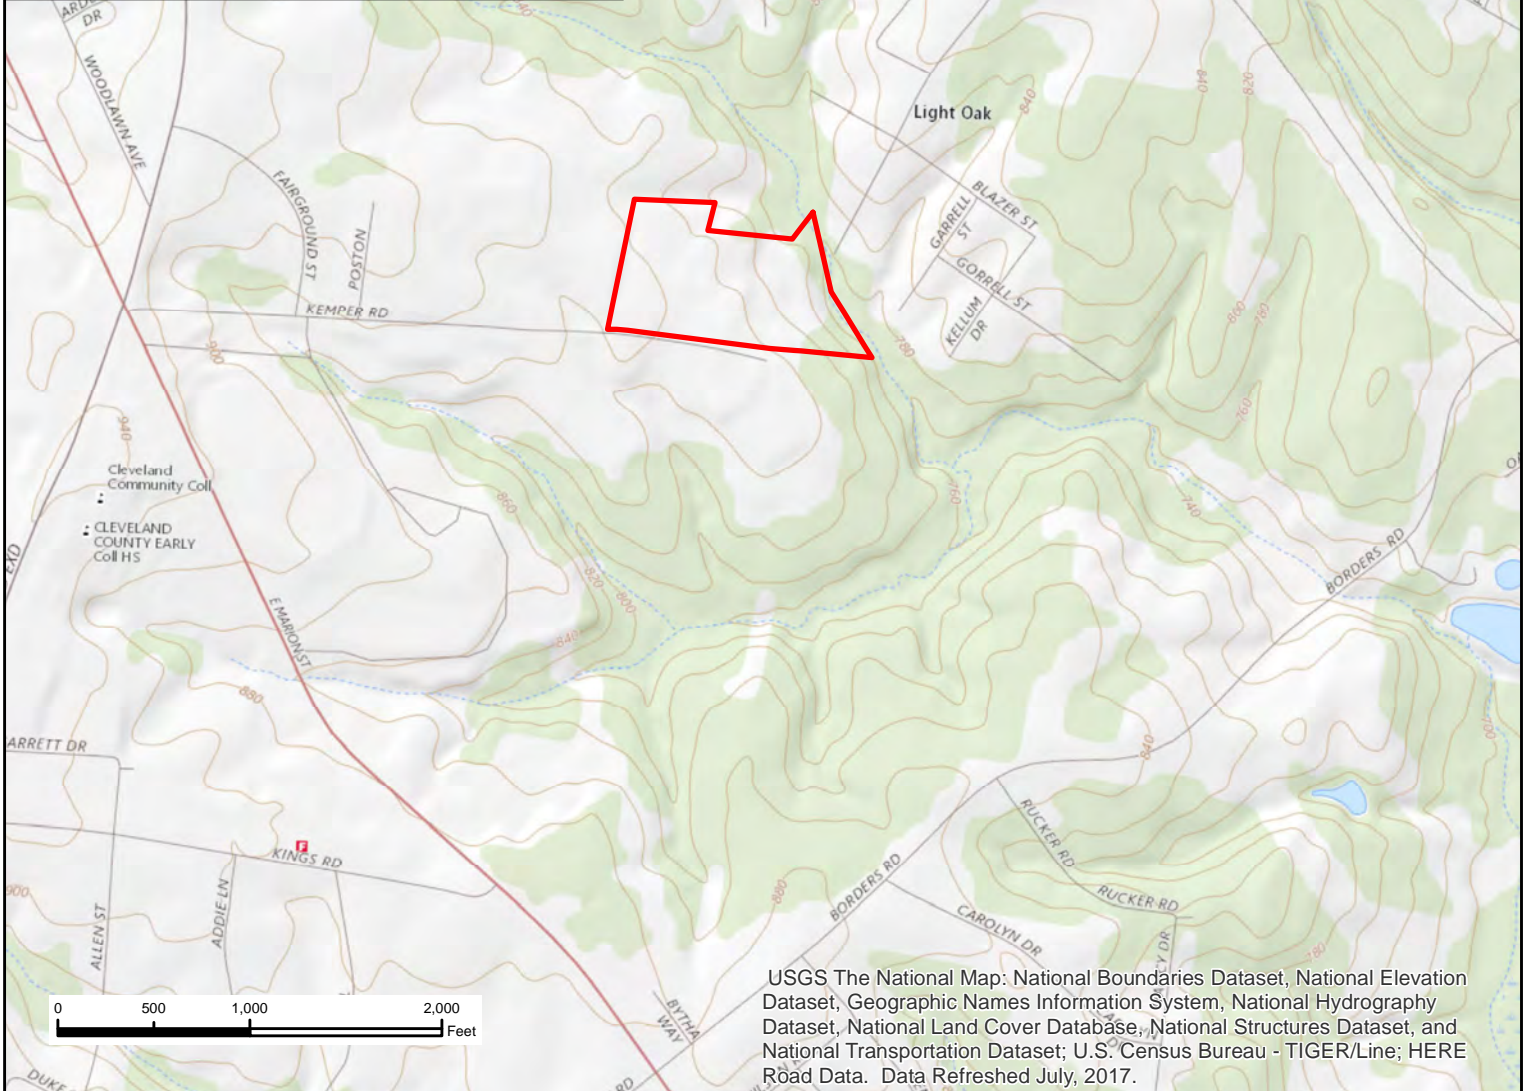 DR
WOODLAWN AVE
Light Oak
FAIRGROUND ST
POSTON
KEMPER RD
BLAZER ST
GARRELL
ST
GORRELL ST
KELLUM
DR
840
840
820
900
780
800
780
760
940
Cleveland
Community Coll
CLEVELAND
COUNTY EARLY
Coll HS
EXD
860
820
800
840
760
740
BORDERS RD
E MARION ST
880
ARRETT DR
840
700
F
KINGS RD
900
ALLEN ST
ADDIE LN
880
BORDERS RD
RUCKER RD
RUCKER RD
CAROLYN DR
780
BYTHA
WAY
RD
DUKE
0 500 1,000 2,000
Feet
USGS The National Map: National Boundaries Dataset, National Elevation
Dataset, Geographic Names Information System, National Hydrography
Dataset, National Land Cover Database, National Structures Dataset, and
National Transportation Dataset; U.S. Census Bureau - TIGER/Line; HERE
Road Data. Data Refreshed July, 2017.